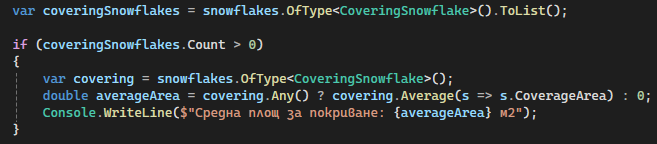 var coveringSnowflakes = snowflakes.OfType<CoveringSnowflake>().ToList();
if (coveringSnowflakes.Count > 0)
{
var covering = snowflakes.OfType<CoveringSnowflake>();
double averageArea = covering.Any() ? covering.Average(s => s.CoverageArea) : 0;
Console.WriteLine($"Средна площ за покриване: {averageArea} м2");
}